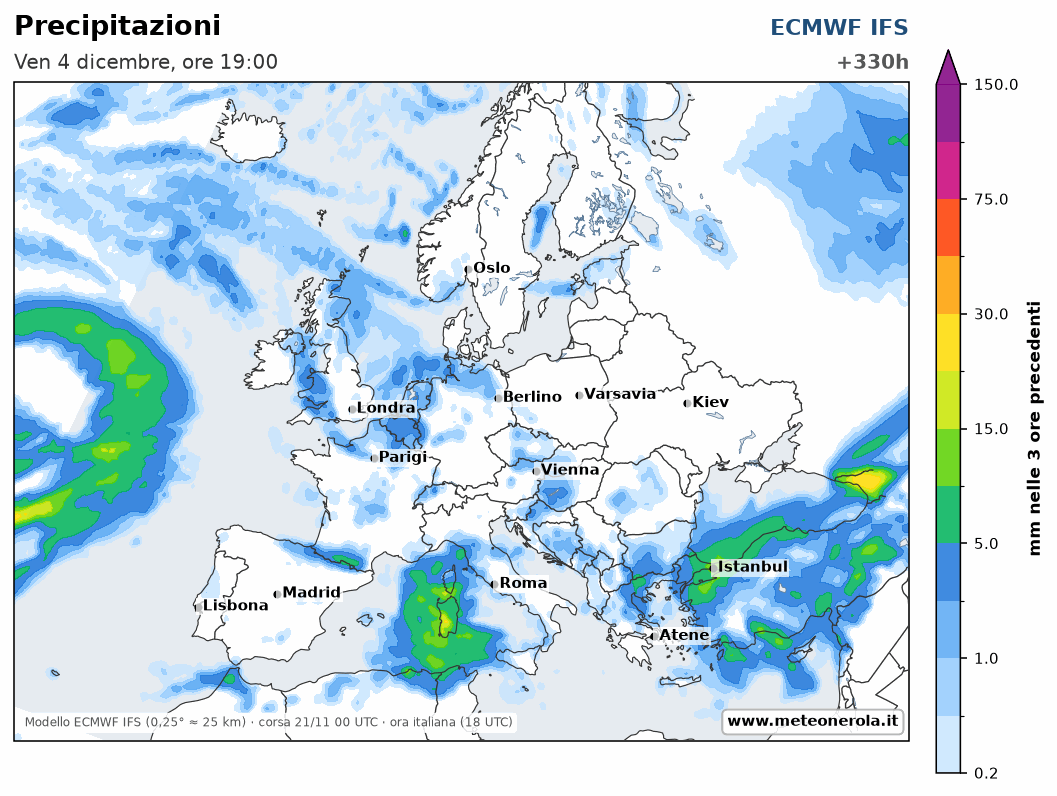 Precipitazioni
ECMWF IFS
Ven 4 dicembre, ore 19:00
+330h
150.0
75.0
30.0
15.0
5.0
1.0
0.2
mm nelle 3 ore precedenti
Oslo
Berlino
Varsavia
Kiev
Londra
Parigi
Vienna
Istanbul
Roma
Madrid
Lisbona
Atene
Modello ECMWF IFS (0,25° ≈ 25 km) · corsa 21/11 00 UTC · ora italiana (18 UTC)
www.meteonerola.it